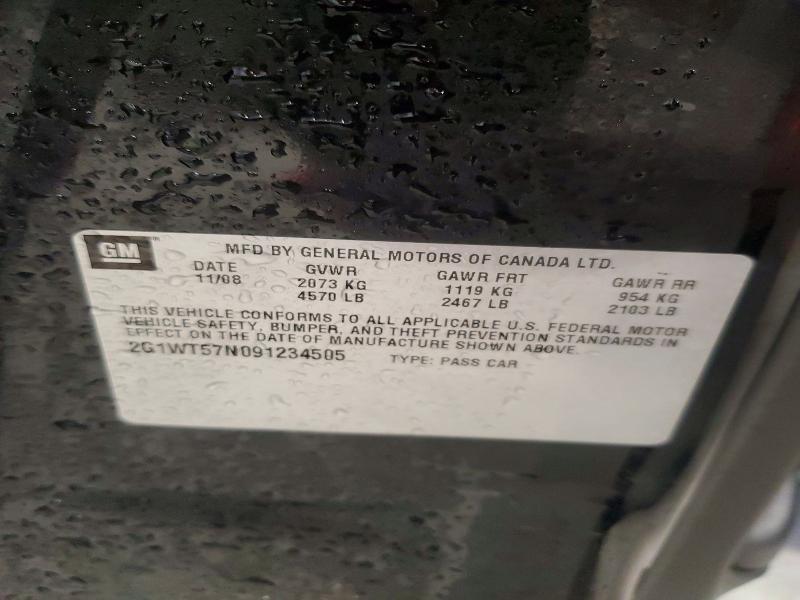 GM MFD BY GENERAL MOTORS OF CANADA LTD.
DATE GVWR GAWR FRT GAWR RR
11/08 2073 KG 1119 KG 954 KG
4570 LB 2467 LB 2103 LB
THIS VEHICLE CONFORMS TO ALL APPLICABLE U.S. FEDERAL MOTOR
VEHICLE SAFETY, BUMPER, AND THEFT PREVENTION STANDARDS IN
EFFECT ON THE DATE OF MANUFACTURE SHOWN ABOVE.
2G1WT57N091234505 TYPE: PASS CAR